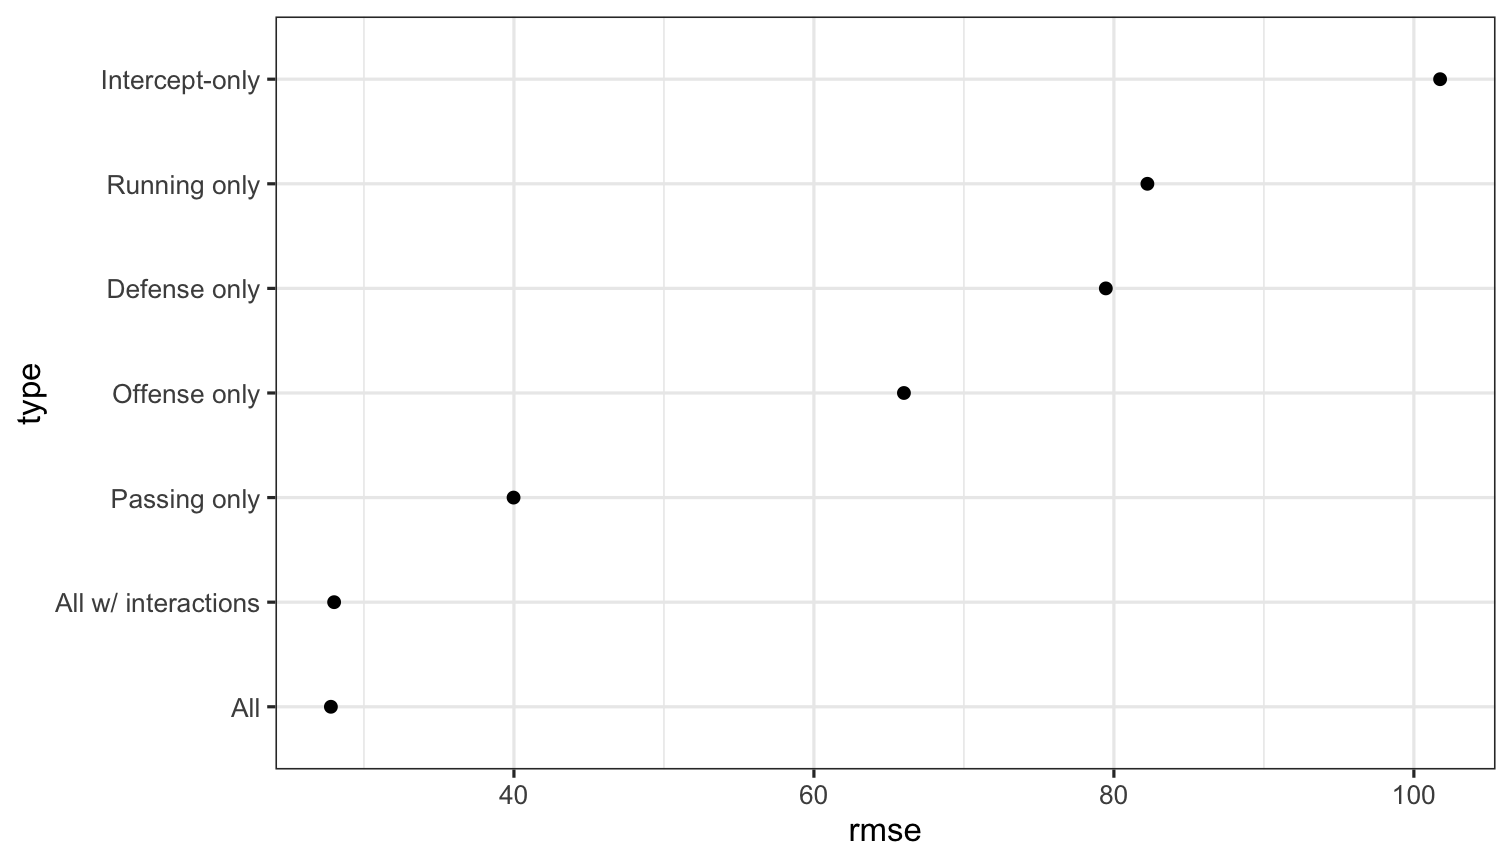 Intercept-only
Running only
Defense only
Offense only
Passing only
All w/ interactions
All
type
40 60 80 100
rmse